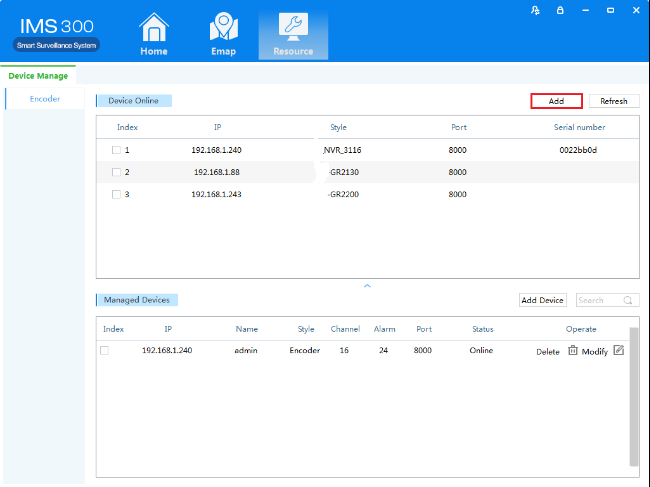 IMS 300
Smart Surveillance System
Home Emap Resource
Device Manage
Encoder
Device Online Add Refresh
Index IP Style Port Serial number
1 192.168.1.240 _NVR_3116 8000 0022bb0d
2 192.168.1.88 -GR2130 8000
3 192.168.1.243 -GR2200 8000
Managed Devices Add Device Search
Index IP Name Style Channel Alarm Port Status Operate
192.168.1.240 admin Encoder 16 24 8000 Online Delete Modify